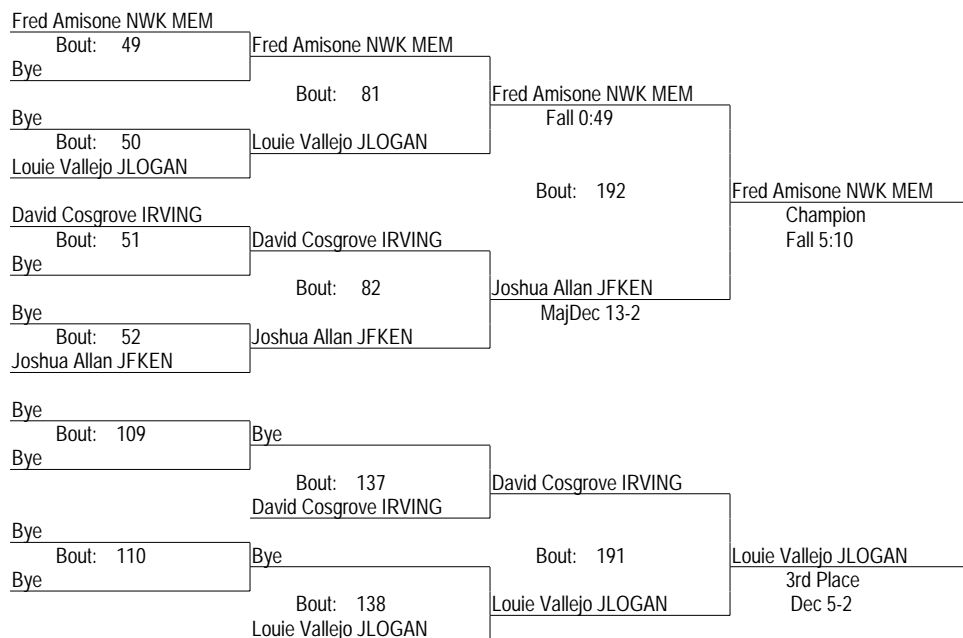 Fred Amisone NWK MEM
Bout: 49
Fred Amisone NWK MEM
Bye
Bout: 81
Fred Amisone NWK MEM
Bye
Fall 0:49
Bout: 50
Louie Vallejo JLOGAN
Louie Vallejo JLOGAN
Bout: 192
Fred Amisone NWK MEM
David Cosgrove IRVING
Champion
Bout: 51
David Cosgrove IRVING
Fall 5:10
Bye
Bout: 82
Joshua Allan JFKEN
Bye
MajDec 13-2
Bout: 52
Joshua Allan JFKEN
Joshua Allan JFKEN
Bye
Bout: 109
Bye
Bye
Bout: 137
David Cosgrove IRVING
David Cosgrove IRVING
Bye
Bout: 110
Bye
Bout: 191
Louie Vallejo JLOGAN
Bye
3rd Place
Bout: 138
Louie Vallejo JLOGAN
Dec 5-2
Louie Vallejo JLOGAN